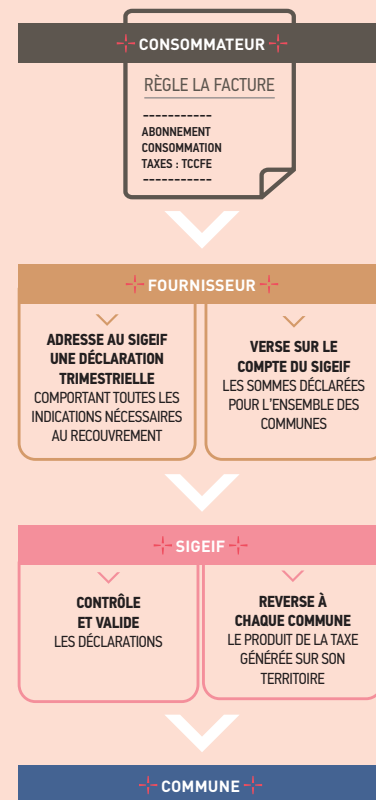 CONSOMMATEUR
RÈGLE LA FACTURE
-----------
ABONNEMENT
CONSOMMATION
TAXES : TCCFE
-----------
FOURNISSEUR
ADRESSE AU SIGEIF
UNE DÉCLARATION
TRIMESTRIELLE
COMPORTANT TOUTES LES
INDICATIONS NÉCESSAIRES
AU RECOUVREMENT
VERSE SUR LE
COMPTE DU SIGEIF
LES SOMMES DÉCLARÉES
POUR L'ENSEMBLE DES
COMMUNES
SIGEIF
CONTRÔLE
ET VALIDE
LES DÉCLARATIONS
REVERSE À
CHAQUE COMMUNE
LE PRODUIT DE LA TAXE
GÉNÉRÉE SUR SON
TERRITOIRE
COMMUNE